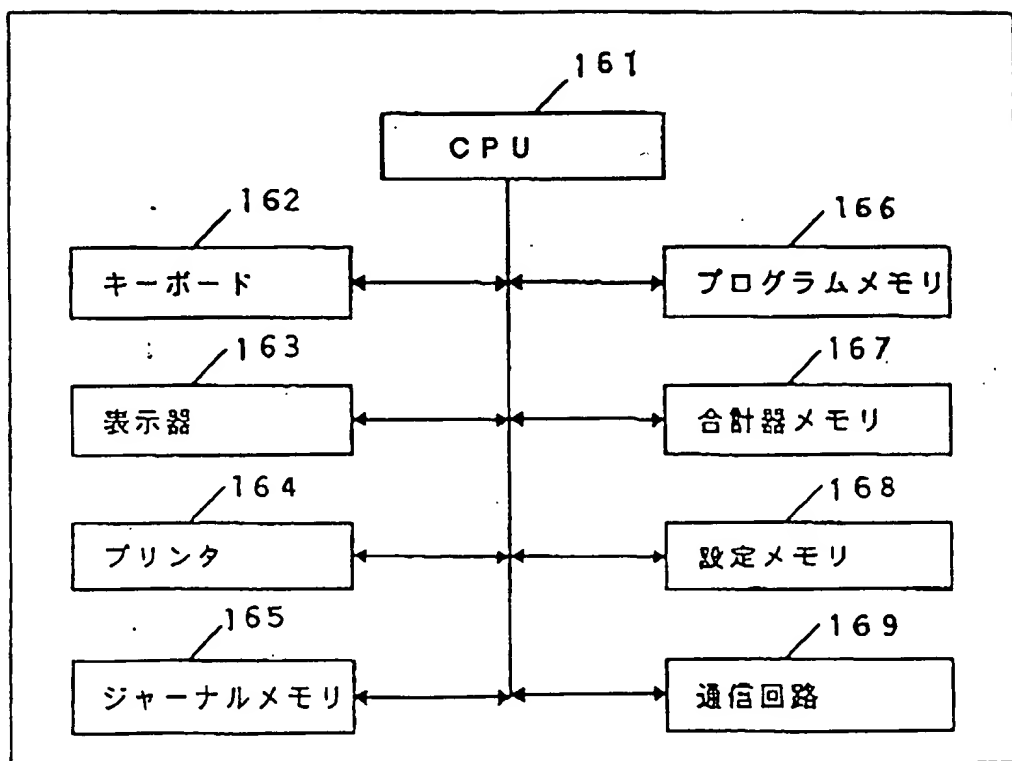 161
CPU
162
キーボード
166
プログラムメモリ
163
表示器
167
合計器メモリ
164
プリンタ
168
設定メモリ
165
ジャーナルメモリ
169
通信回路